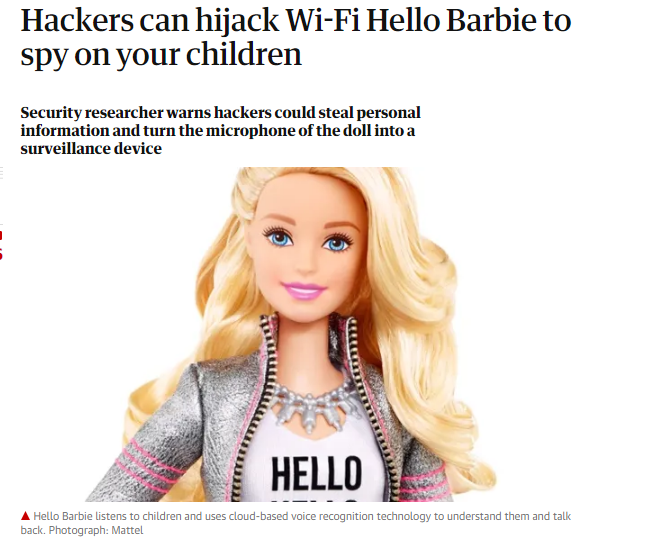 Hackers can hijack Wi-Fi Hello Barbie to
spy on your children
Security researcher warns hackers could steal personal
information and turn the microphone of the doll into a
surveillance device
HELLO
▲ Hello Barbie listens to children and uses cloud-based voice recognition technology to understand them and talk
back. Photograph: Mattel